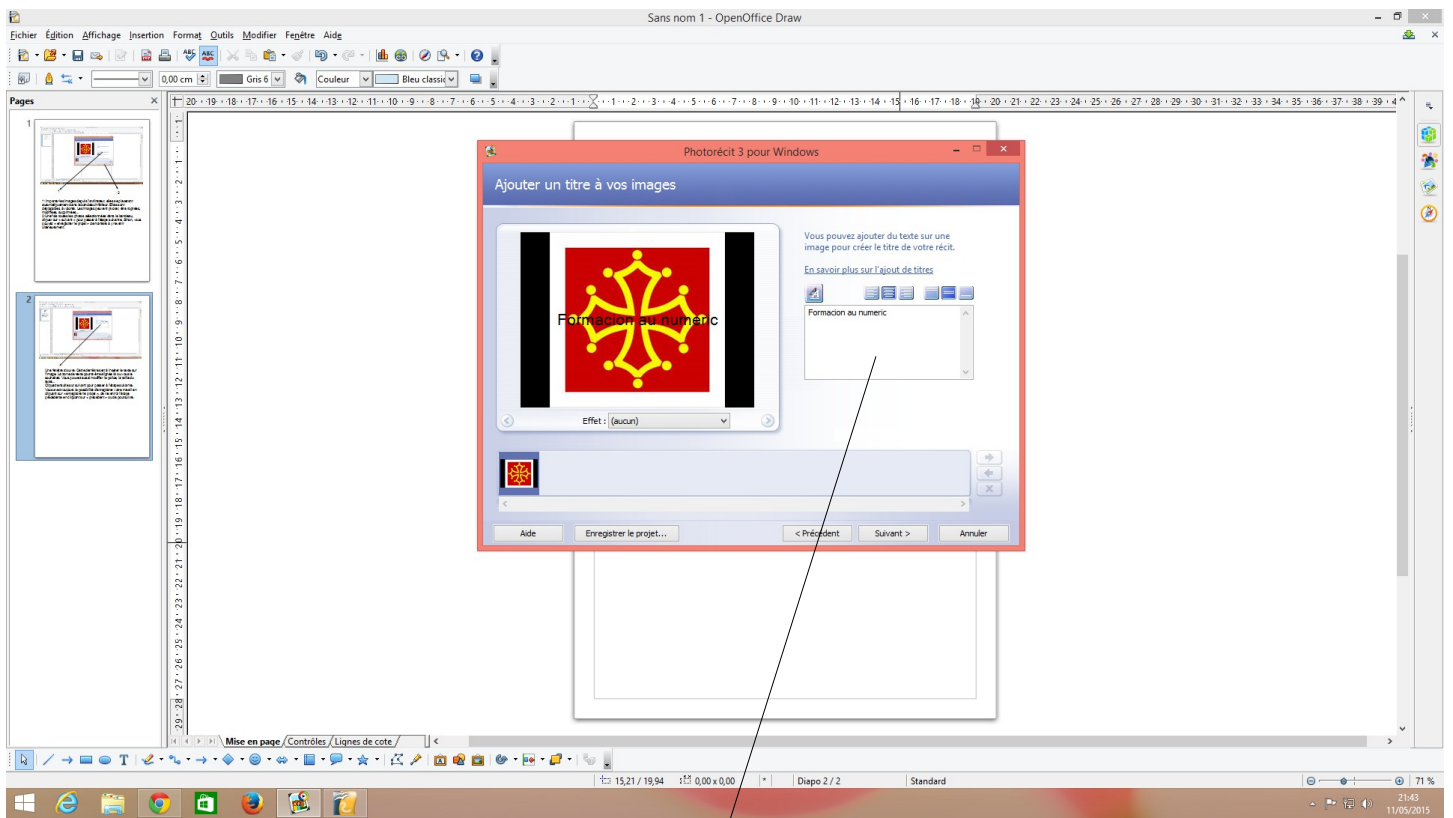 Sans nom 1 - OpenOffice Draw
Fichier Édition Affichage Insertion Format Outils Modifier Fenêtre Aide
0,00 cm Gris 6 Couleur Bleu classic
Pages
1
2
Photorécit 3 pour Windows
Ajouter un titre à vos images
Vous pouvez ajouter du texte sur une
image pour créer le titre de votre récit.
En savoir plus sur l'ajout de titres
Formacion au numeric
Formacion au numeric
Effet : (aucun)
Aide Enregistrer le projet... < Précédent Suivant > Annuler
Mise en page Contrôles Lignes de cote
15,21 / 19,94 0,00 x 0,00 * Diapo 2 / 2 Standard 71 %
21:43
11/05/2015